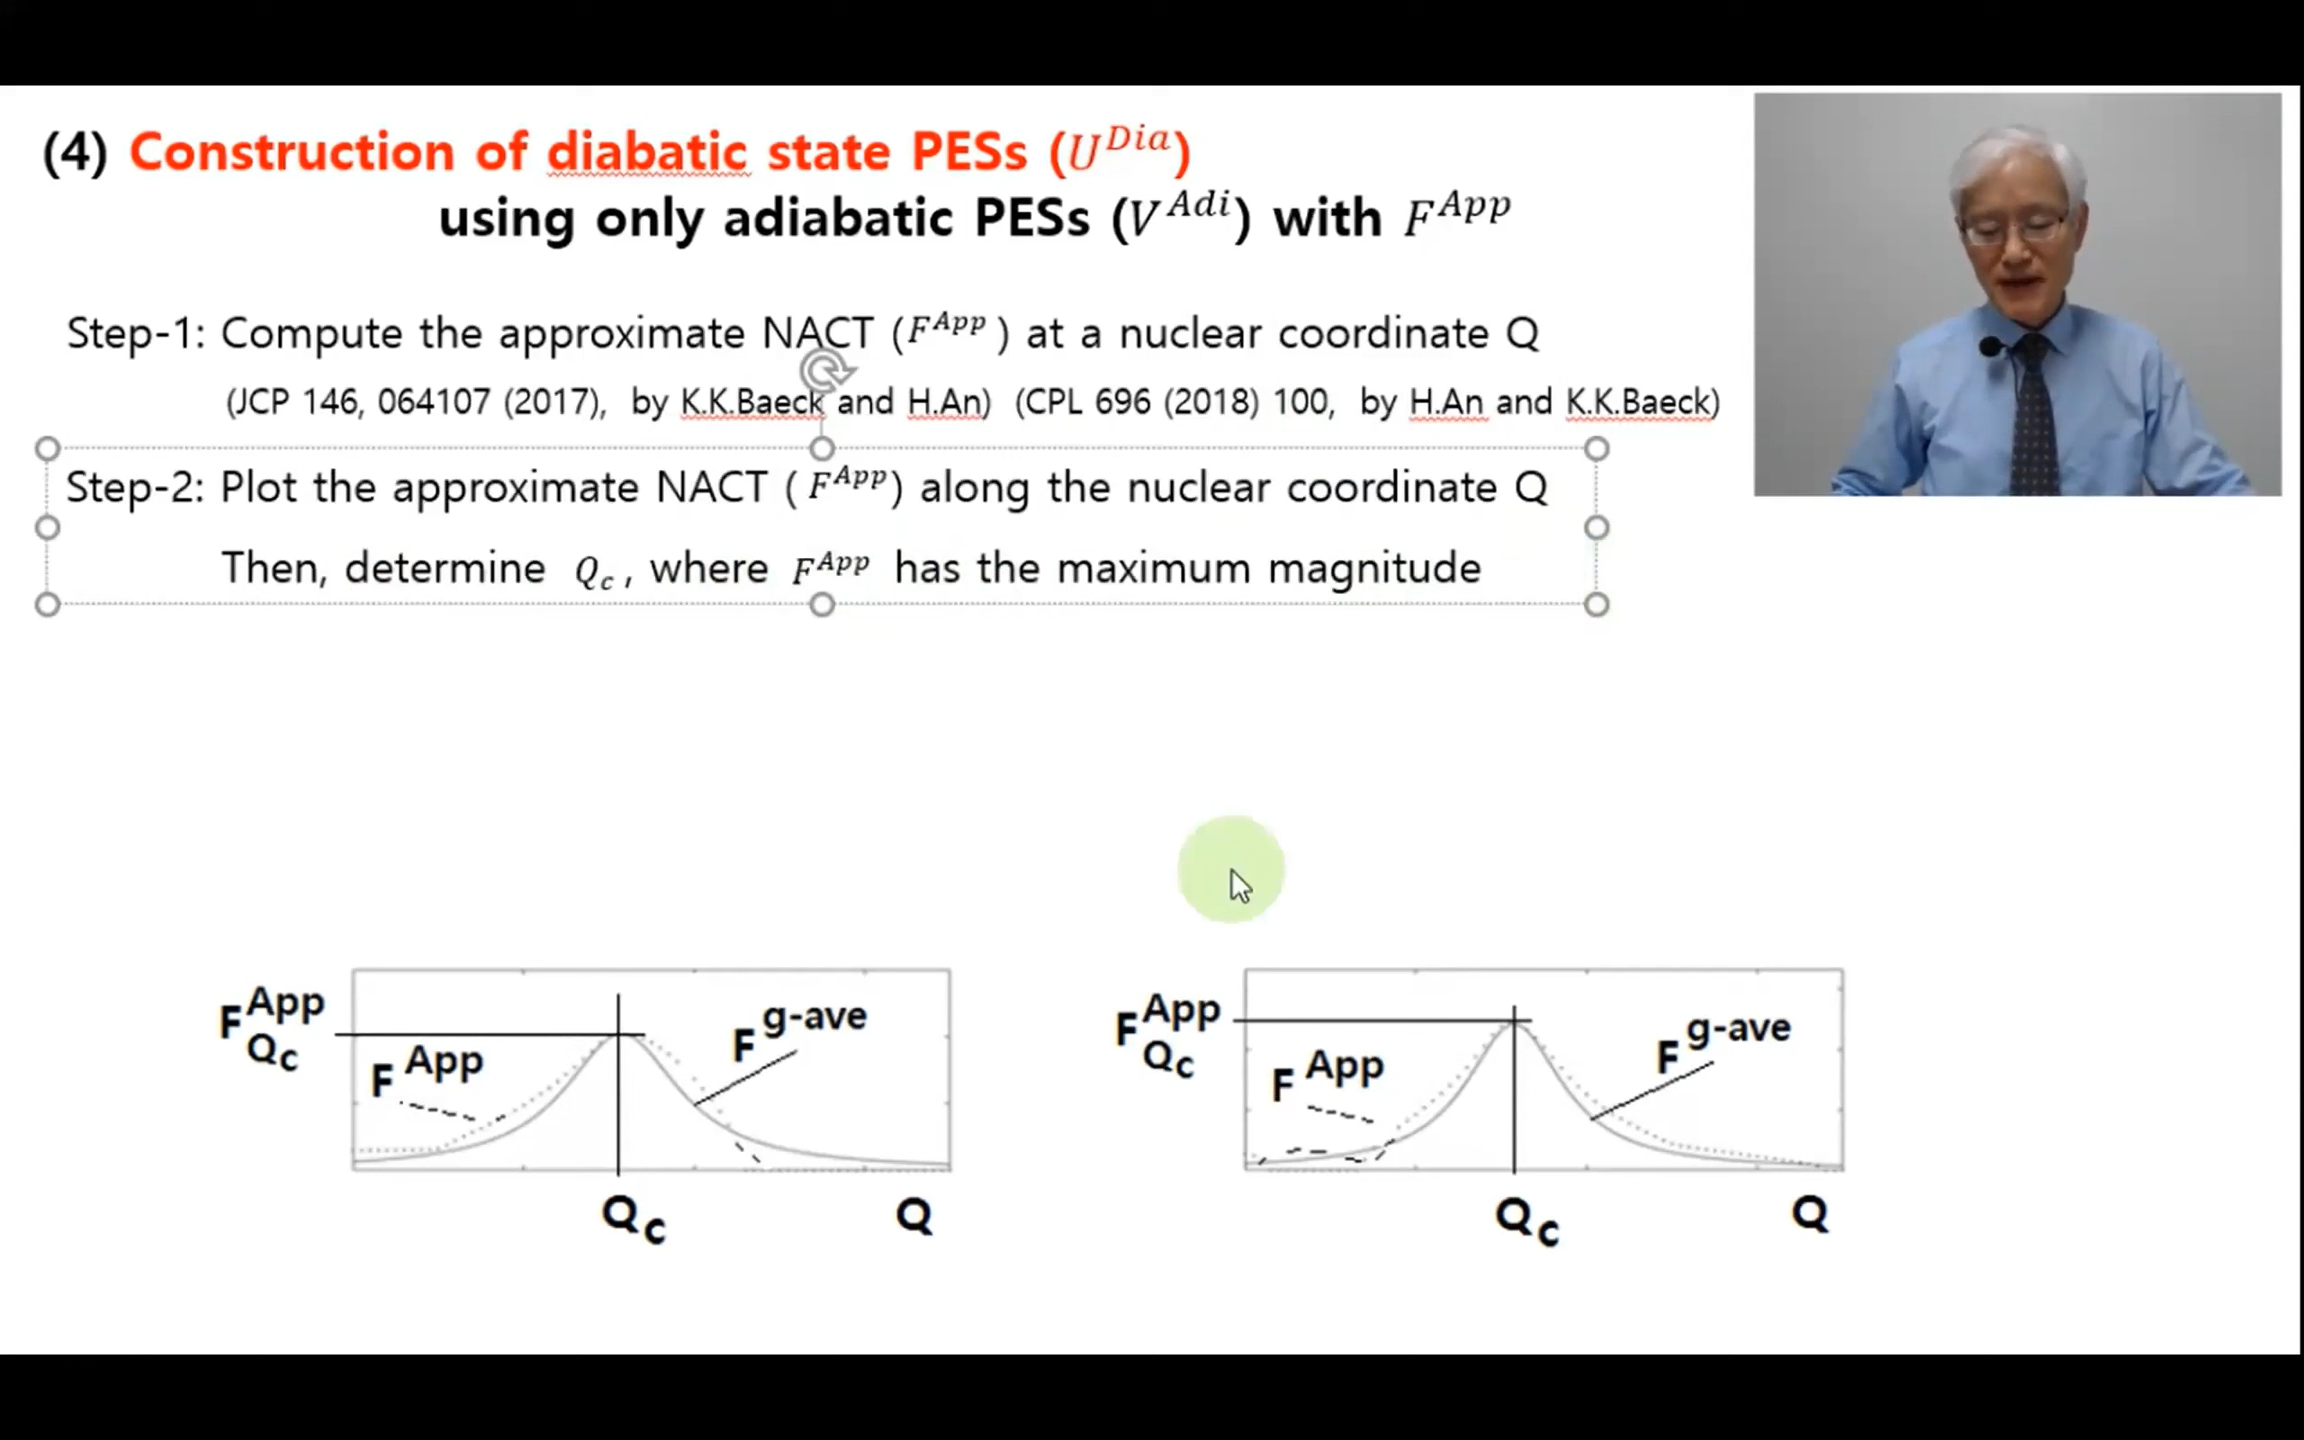 (4) Construction of diabatic state PESs (U^Dia)
using only adiabatic PESs (V^Adi) with F^App
Step-1: Compute the approximate NACT (F^App) at a nuclear coordinate Q
(JCP 146, 064107 (2017), by K.K.Baeck and H.An) (CPL 696 (2018) 100, by H.An and K.K.Baeck)
Step-2: Plot the approximate NACT (F^App) along the nuclear coordinate Q
Then, determine Q_c, where F^App has the maximum magnitude
F^App_Qc
F^App
F^g-ave
Q_c
Q
F^App_Qc
F^App
F^g-ave
Q_c
Q